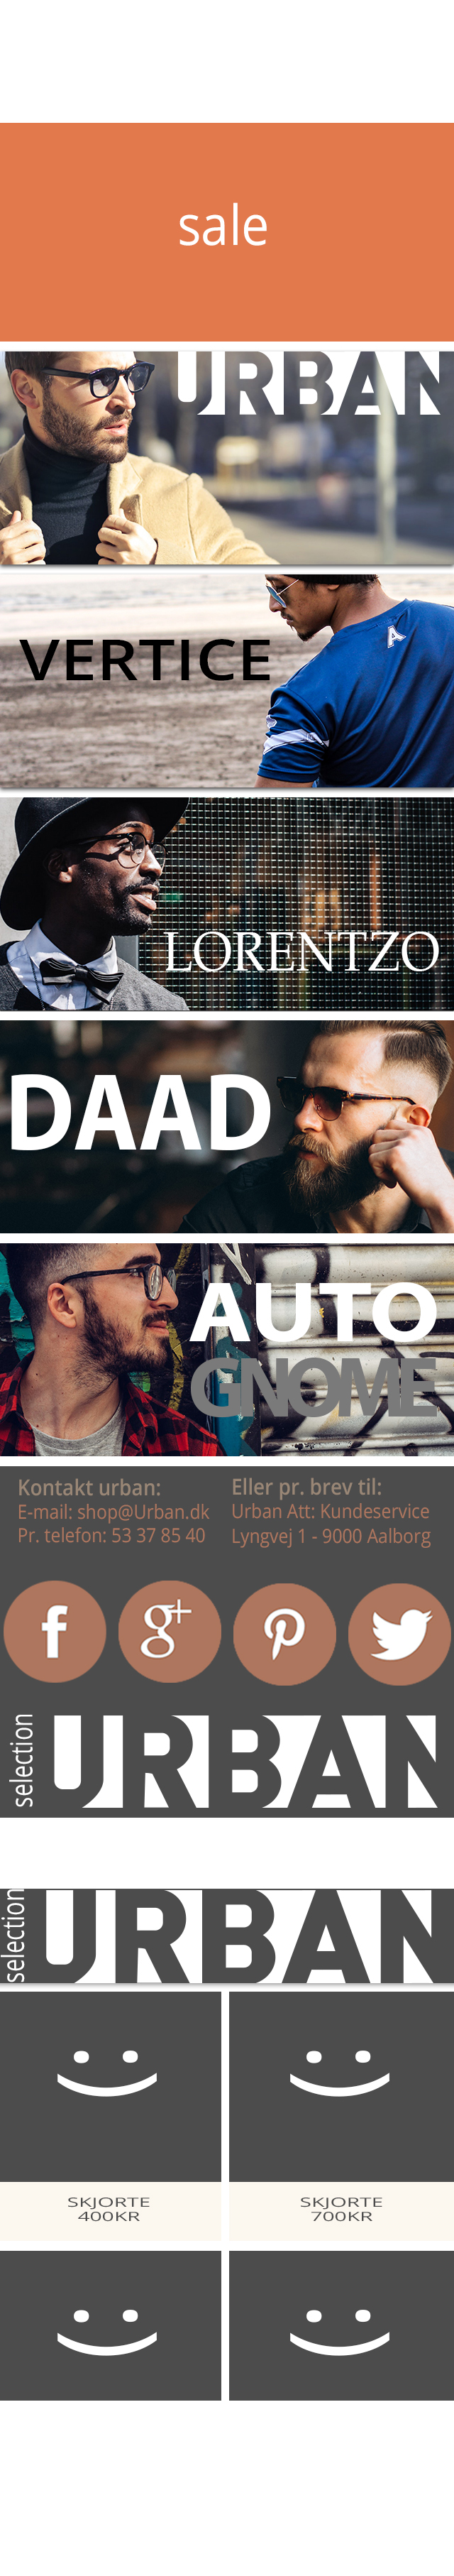 sale
URBAN
VERTICE
A
LORENTZO
DAAD
AUTO
GNOME
Kontakt urban:
E-mail: shop@Urban.dk
Pr. telefon: 53 37 85 40
Eller pr. brev til:
Urban Att: Kundeservice
Lyngvej 1 - 9000 Aalborg
f
g+
selection
URBAN
selection
URBAN
SKJORTE
400KR
SKJORTE
700KR